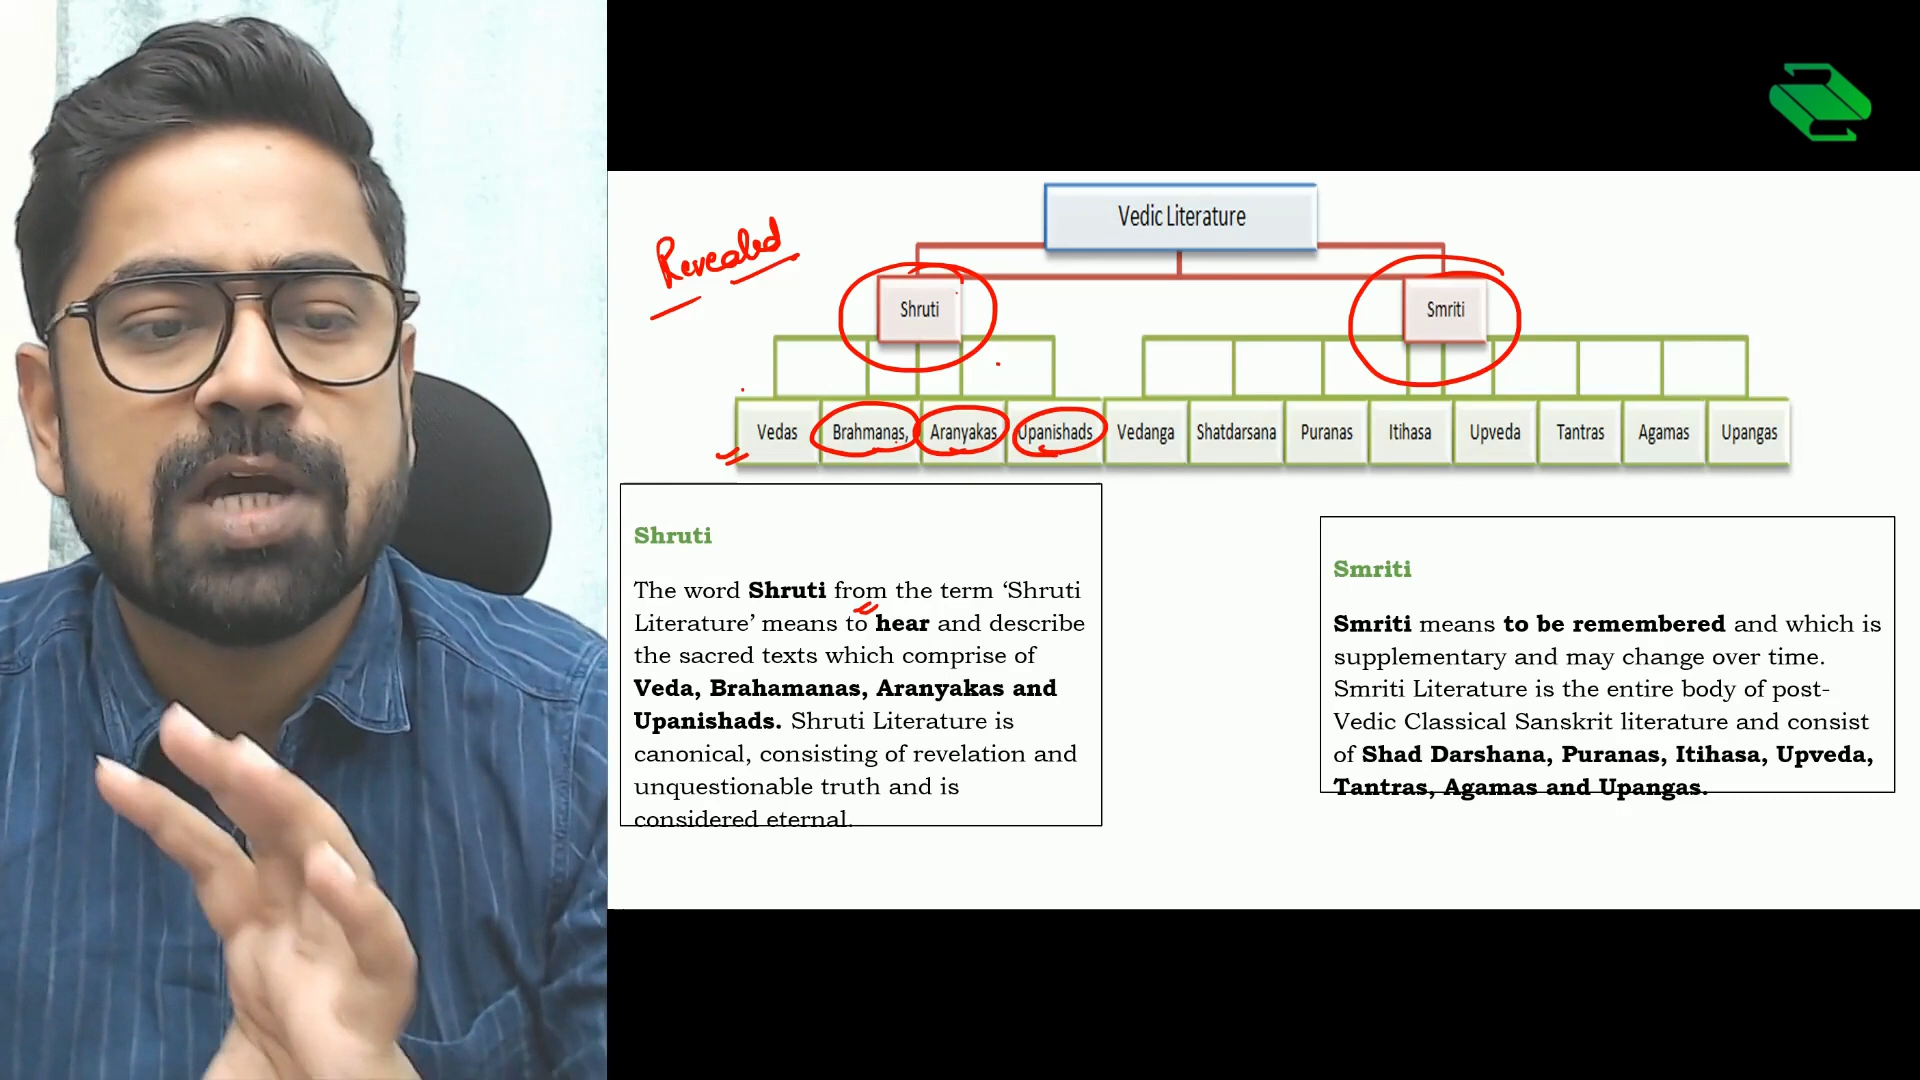 Vedic Literature
Revealed
Shruti
Smriti
Vedas
Brahmanas,
Aranyakas
Upanishads
Vedanga
Shatdarsana
Puranas
Itihasa
Upveda
Tantras
Agamas
Upangas
Shruti
The word Shruti from the term ‘Shruti
Literature’ means to hear and describe
the sacred texts which comprise of
Veda, Brahamanas, Aranyakas and
Upanishads. Shruti Literature is
canonical, consisting of revelation and
unquestionable truth and is
considered eternal.
Smriti
Smriti means to be remembered and which is
supplementary and may change over time.
Smriti Literature is the entire body of post-
Vedic Classical Sanskrit literature and consist
of Shad Darshana, Puranas, Itihasa, Upveda,
Tantras, Agamas and Upangas.